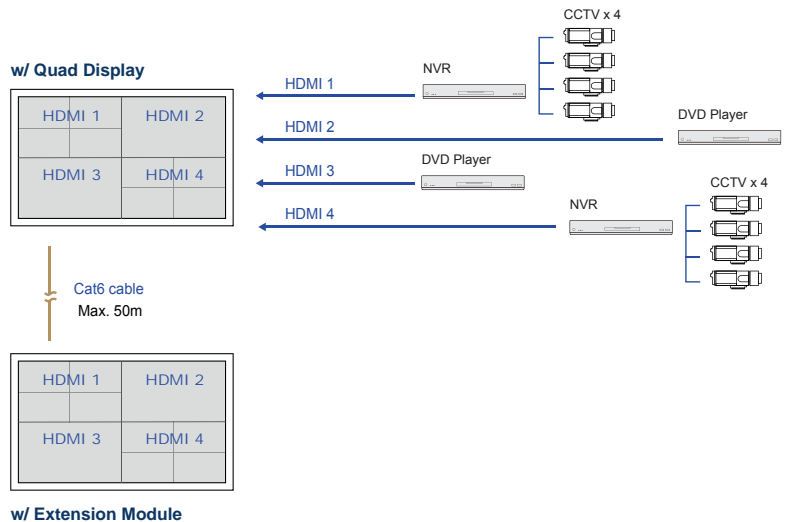 CCTV x 4
w/ Quad Display
NVR
HDMI 1
HDMI 1
HDMI 2
DVD Player
HDMI 2
HDMI 3
DVD Player
HDMI 3
HDMI 4
CCTV x 4
NVR
HDMI 4
Cat6 cable
Max. 50m
HDMI 1
HDMI 2
HDMI 3
HDMI 4
w/ Extension Module